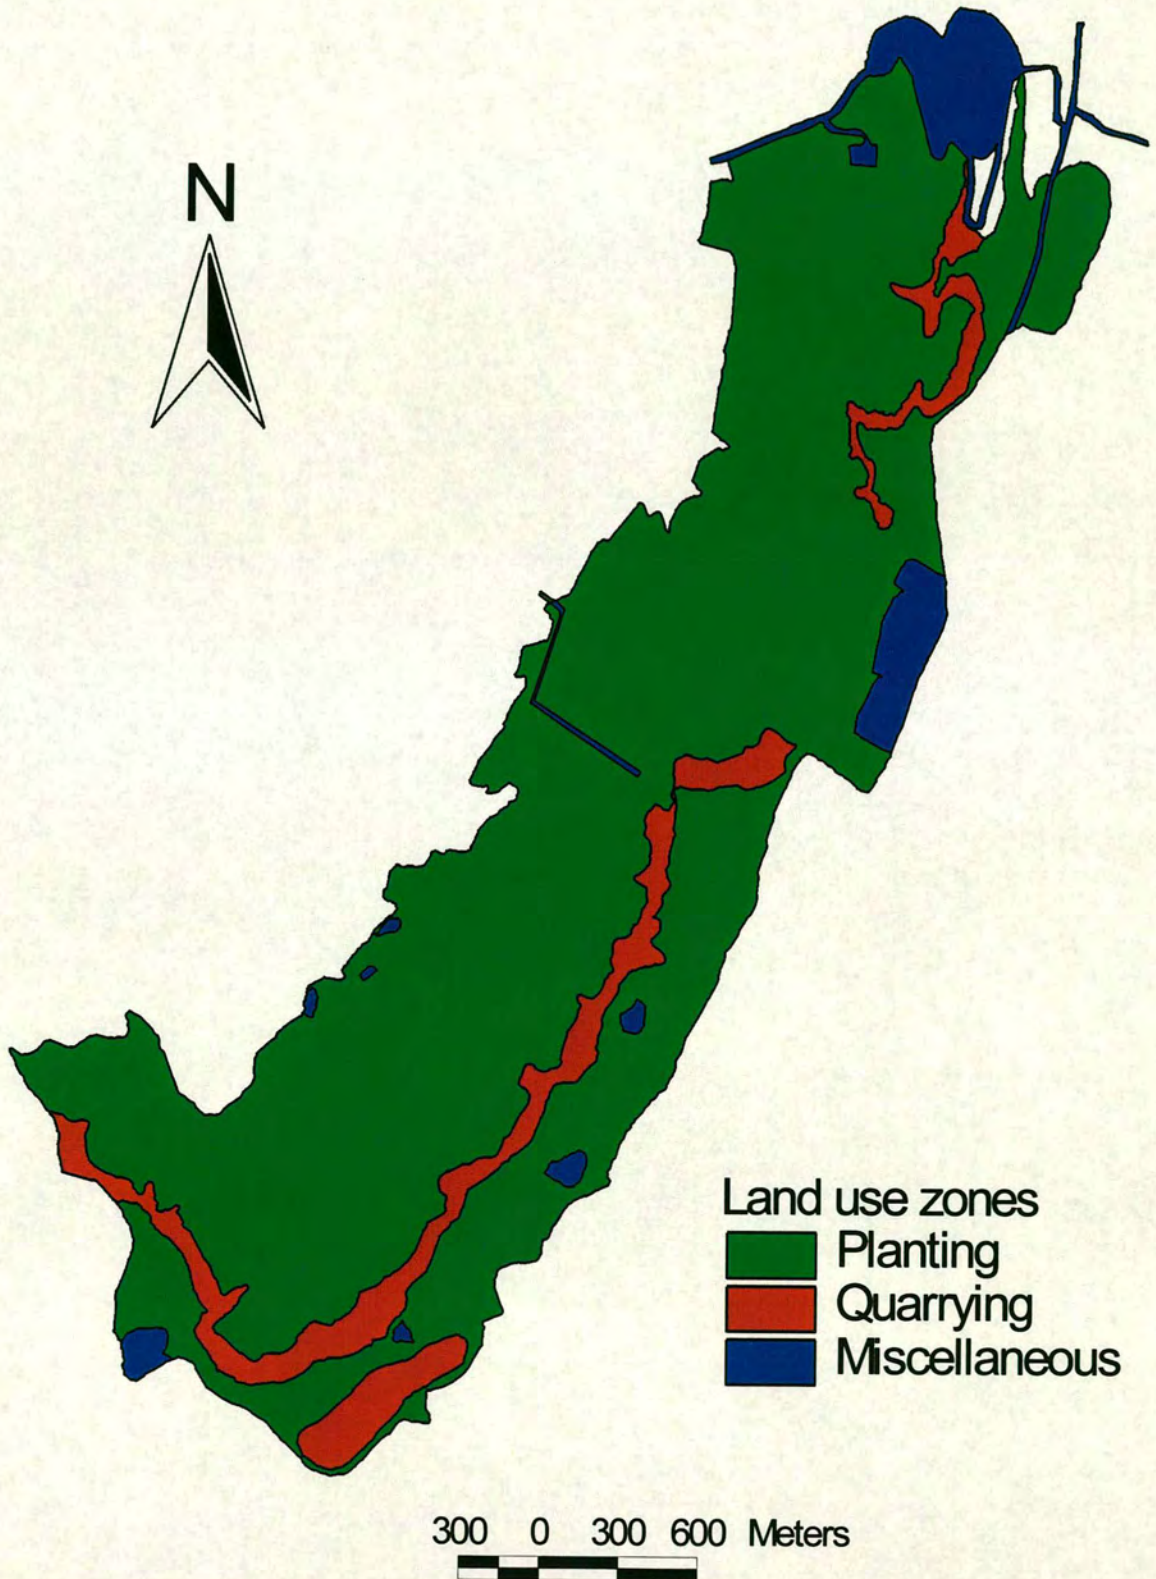 N
Land use zones
Planting
Quarrying
Miscellaneous
300 0 300 600 Meters